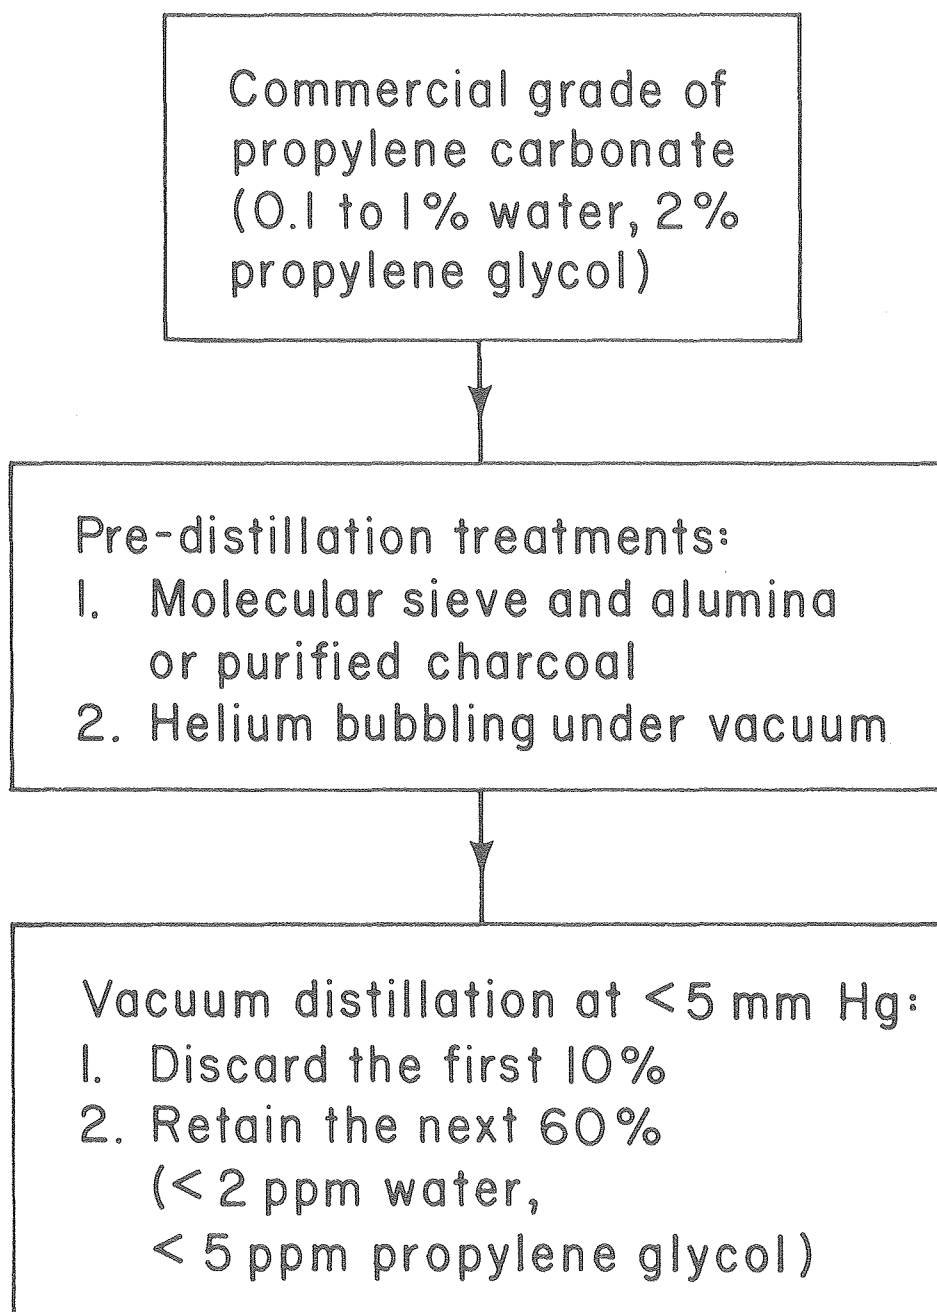 Commercial grade of
propylene carbonate
(0.1 to 1% water, 2%
propylene glycol)
Pre-distillation treatments:
1. Molecular sieve and alumina
or purified charcoal
2. Helium bubbling under vacuum
Vacuum distillation at <5 mm Hg:
1. Discard the first 10%
2. Retain the next 60%
(< 2 ppm water,
< 5 ppm propylene glycol)